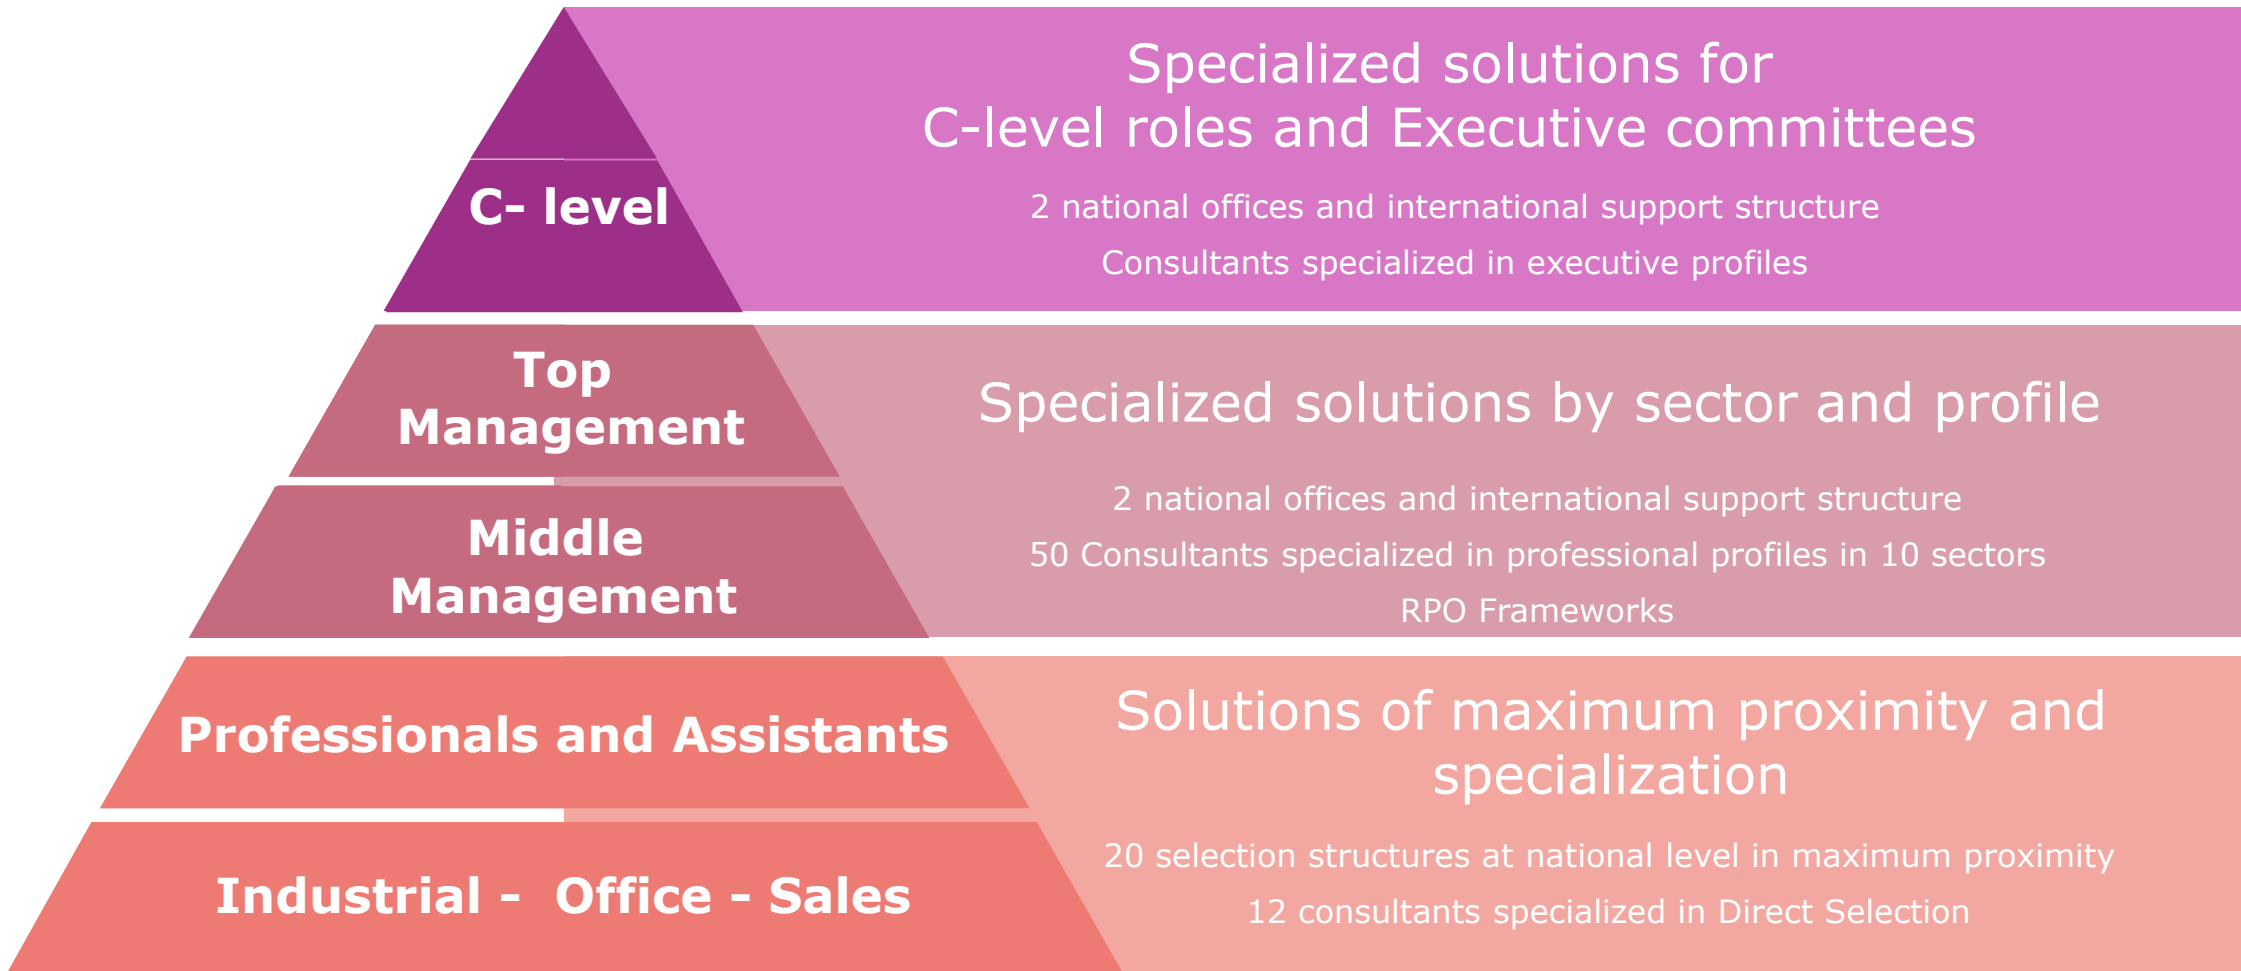 C- level
Specialized solutions for
C-level roles and Executive committees
2 national offices and international support structure
Consultants specialized in executive profiles
Top
Management
Middle
Management
Specialized solutions by sector and profile
2 national offices and international support structure
50 Consultants specialized in professional profiles in 10 sectors
RPO Frameworks
Professionals and Assistants
Industrial - Office - Sales
Solutions of maximum proximity and
specialization
20 selection structures at national level in maximum proximity
12 consultants specialized in Direct Selection